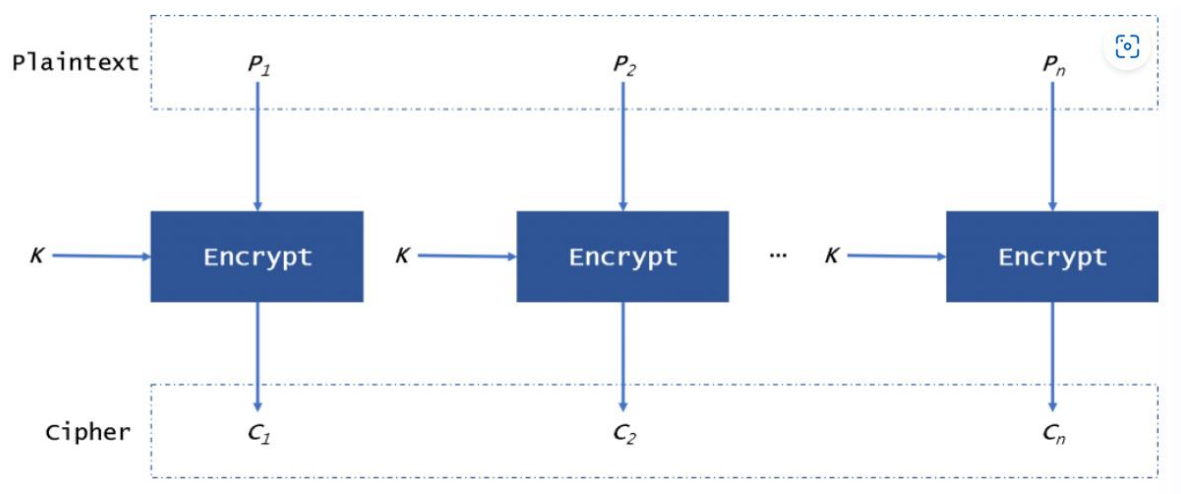 Plaintext P1 P2 Pn
K Encrypt K Encrypt ... K Encrypt
Cipher C1 C2 Cn